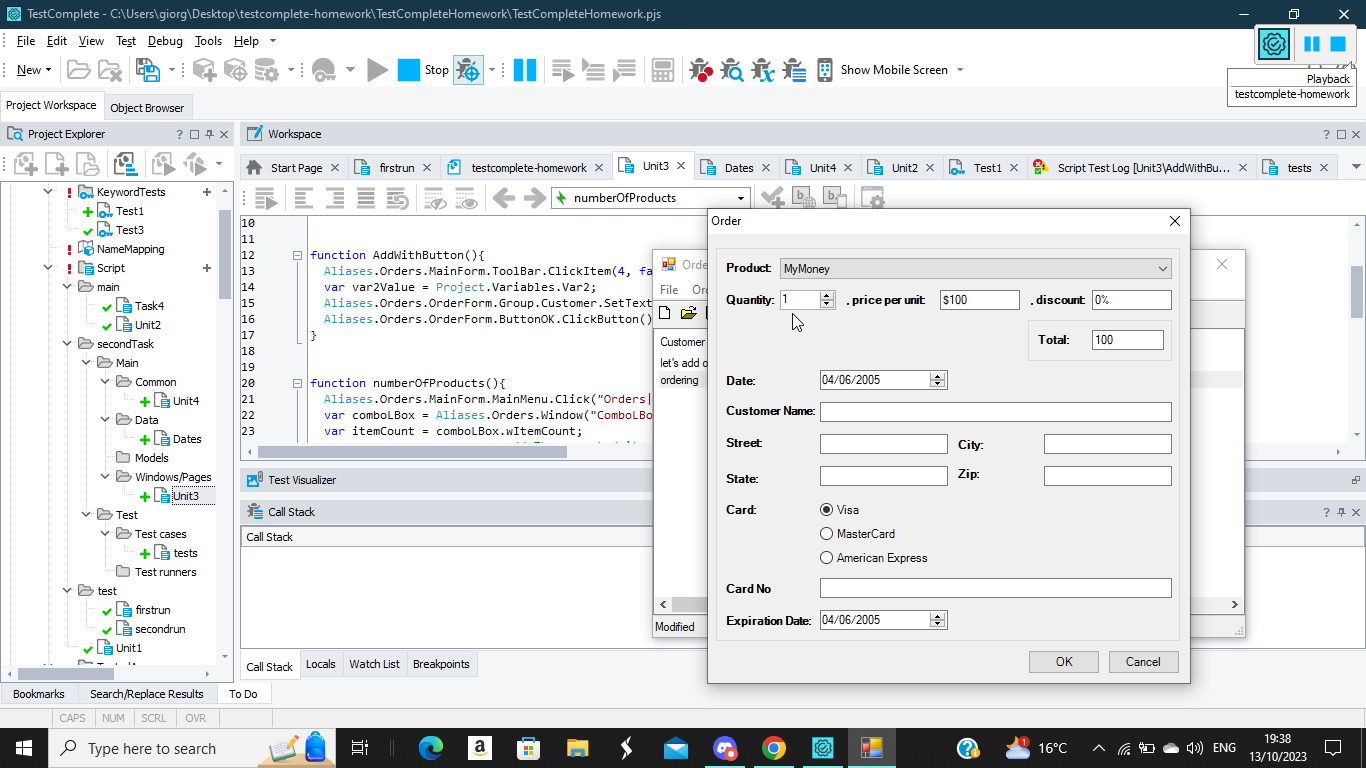 TestComplete - C:\Users\giorg\Desktop\testcomplete-homework\TestCompleteHomework\TestCompleteHomework.pjs
File Edit View Test Debug Tools Help
New Stop Show Mobile Screen
Playback
testcomplete-homework
Project Workspace Object Browser
Project Explorer
Workspace
Start Page firstrun testcomplete-homework Unit3 Dates Unit4 Unit2 Test1 Script Test Log [Unit3\AddWithBu... tests
numberOfProducts
KeywordTests
Test1
Test3
NameMapping
Script
main
Task4
Unit2
secondTask
Main
Common
Unit4
Data
Dates
Models
Windows/Pages
Unit3
Test
Test cases
tests
Test runners
test
firstrun
secondrun
Unit1
10
11
12 function AddWithButton(){
13 Aliases.Orders.MainForm.ToolBar.ClickItem(4, fa
14 var var2Value = Project.Variables.Var2;
15 Aliases.Orders.OrderForm.Group.Customer.SetText
16 Aliases.Orders.OrderForm.ButtonOK.ClickButton()
17 }
18
19
20 function numberOfProducts(){
21 Aliases.Orders.MainForm.MainMenu.Click("Orders|
22 var comboLBox = Aliases.Orders.Window("ComboLBo
23 var itemCount = comboLBox.wItemCount;
Test Visualizer
Call Stack
Call Stack
Call Stack Locals Watch List Breakpoints
Bookmarks Search/Replace Results To Do
CAPS NUM SCRL OVR
Orde
File Or
Customer
let's add o
ordering
Modified
Order
Product: MyMoney
Quantity: 1 , price per unit: $100 , discount: 0%
Total: 100
Date: 04/06/2005
Customer Name:
Street: City:
State: Zip:
Card: Visa
MasterCard
American Express
Card No
Expiration Date: 04/06/2005
OK Cancel
Type here to search
16°C ENG 19:38
13/10/2023